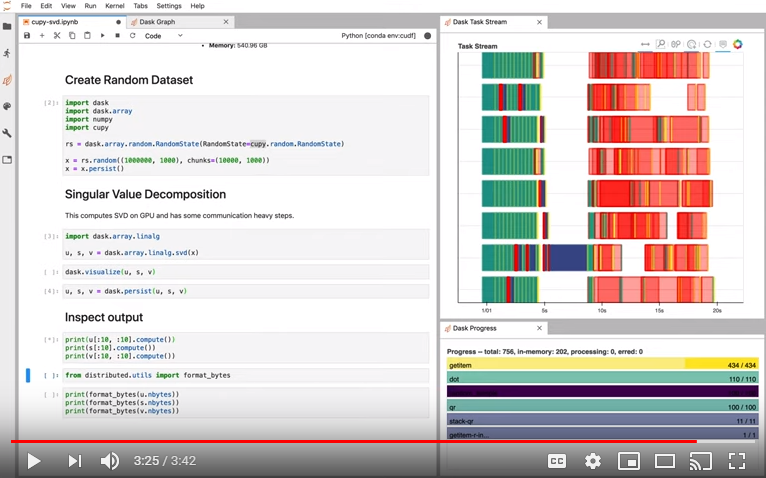 File Edit View Run Kernel Tabs Settings Help
cupy-svd.ipynb
Dask Graph
Code
Python [conda env:cudf]
• Memory: 540.96 GB
Create Random Dataset
[2]: import dask
import dask.array
import numpy
import cupy
rs = dask.array.random.RandomState(RandomState=cupy.random.RandomState)
x = rs.random((1000000, 1000), chunks=(10000, 1000))
x = x.persist()
Singular Value Decomposition
This computes SVD on GPU and has some communication heavy steps.
[3]: import dask.array.linalg
u, s, v = dask.array.linalg.svd(x)
[ ]: dask.visualize(u, s, v)
[4]: u, s, v = dask.persist(u, s, v)
Inspect output
[*]: print(u[:10, :10].compute())
print(s[:10].compute())
print(v[:10, :10].compute())
[ ]: from distributed.utils import format_bytes
[ ]: print(format_bytes(u.nbytes))
print(format_bytes(s.nbytes))
print(format_bytes(v.nbytes))
Dask Task Stream
Task Stream
1/01 5s 10s 15s 20s
Dask Progress
Progress -- total: 756, in-memory: 202, processing: 0, erred: 0
getitem 434 / 434
dot 110 / 110
qr 100 / 100
stack-qr 11 / 11
getitem-r-in... 1 / 1
3:25 / 3:42
CC